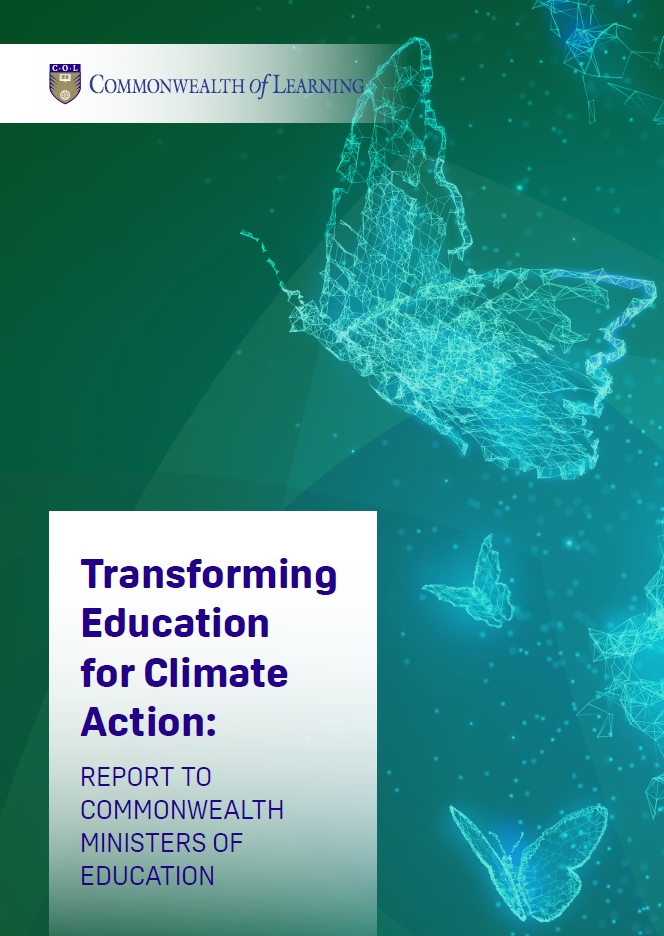 C·O·L
COMMONWEALTH of LEARNING
Transforming
Education
for Climate
Action:
REPORT TO
COMMONWEALTH
MINISTERS OF
EDUCATION